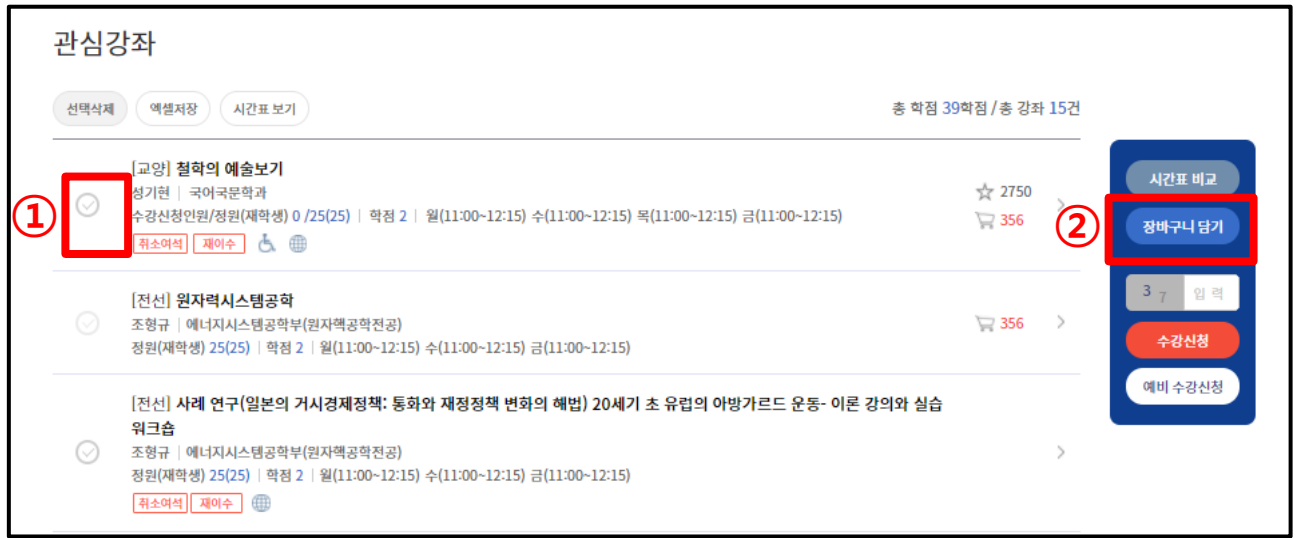 관심강좌
선택삭제 엑셀저장 시간표 보기
총 학점 39학점 / 총 강좌 15건
①
[교양] 철학의 예술보기
성기현 | 국어국문학과
수강신청인원/정원(재학생) 0 /25(25) | 학점 2 | 월(11:00~12:15) 수(11:00~12:15) 목(11:00~12:15) 금(11:00~12:15)
취소여석 재이수
2750
356
[전선] 원자력시스템공학
조형규 | 에너지시스템공학부(원자핵공학전공)
정원(재학생) 25(25) | 학점 2 | 월(11:00~12:15) 수(11:00~12:15) 금(11:00~12:15)
356
[전선] 사례 연구(일본의 거시경제정책: 통화와 재정정책 변화의 해법) 20세기 초 유럽의 아방가르드 운동- 이론 강의와 실습
워크숍
조형규 | 에너지시스템공학부(원자핵공학전공)
정원(재학생) 25(25) | 학점 2 | 월(11:00~12:15) 수(11:00~12:15) 금(11:00~12:15)
취소여석 재이수
시간표 비교
②
장바구니 담기
3 7 입력
수강신청
예비 수강신청